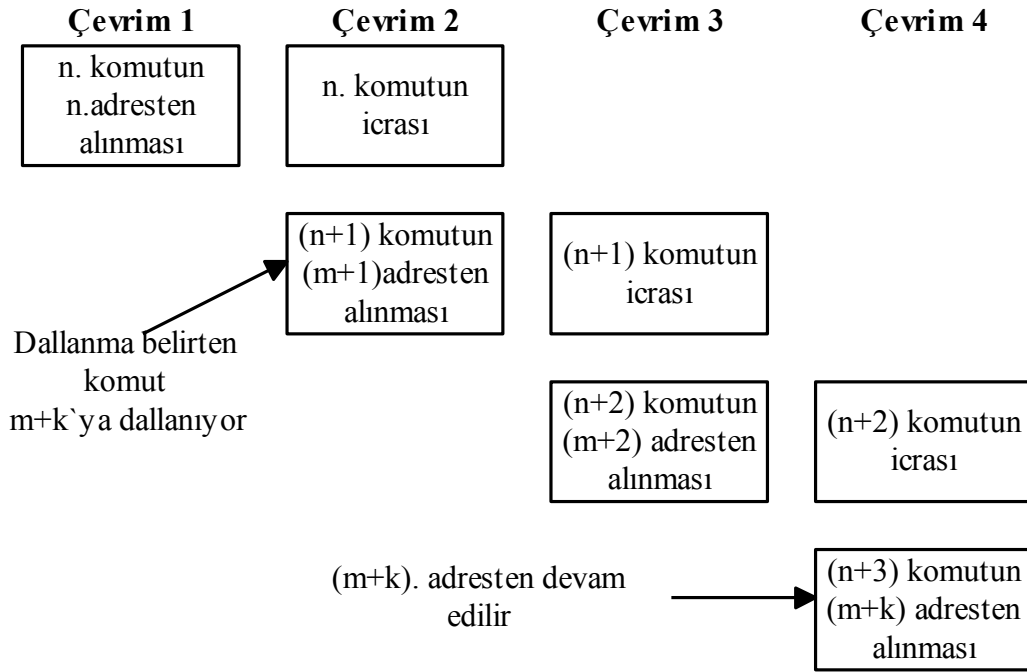 Çevrim 1
Çevrim 2
Çevrim 3
Çevrim 4
n. komutun
n.adresten
alınması
n. komutun
icrası
(n+1) komutun
(m+1)adresten
alınması
(n+1) komutun
icrası
Dallanma belirten
komut
m+k`ya dallanıyor
(n+2) komutun
(m+2) adresten
alınması
(n+2) komutun
icrası
(m+k). adresten devam
edilir
(n+3) komutun
(m+k) adresten
alınması